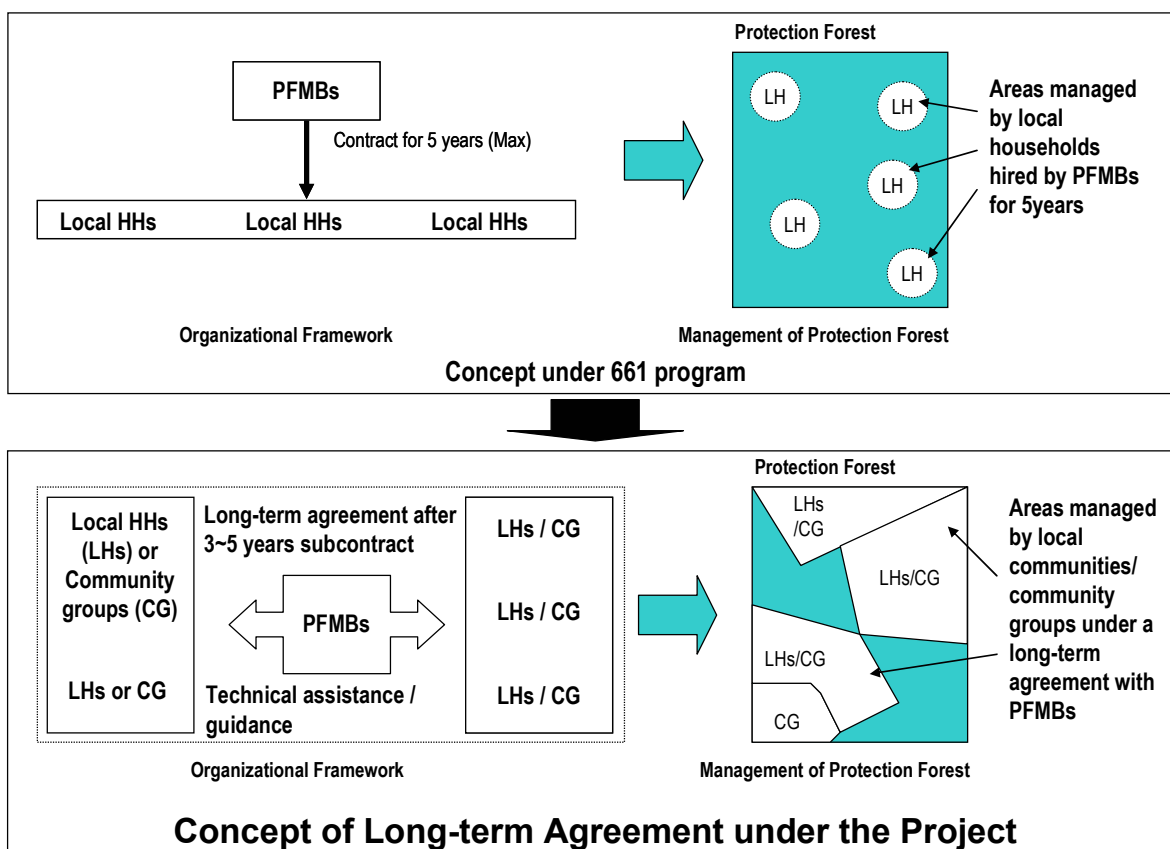 Protection Forest
PFMBs
Contract for 5 years (Max)
Local HHs Local HHs Local HHs
LH
LH
LH
LH
LH
Areas managed
by local
households
hired by PFMBs
for 5years
Organizational Framework
Management of Protection Forest
Concept under 661 program
Local HHs
(LHs) or
Community
groups (CG)
LHs or CG
Long-term agreement after
3~5 years subcontract
PFMBs
Technical assistance /
guidance
LHs / CG
LHs / CG
LHs / CG
Protection Forest
LHs
/CG
LHs/CG
LHs/CG
CG
Areas managed
by local
communities/
community
groups under a
long-term
agreement with
PFMBs
Organizational Framework
Management of Protection Forest
Concept of Long-term Agreement under the Project